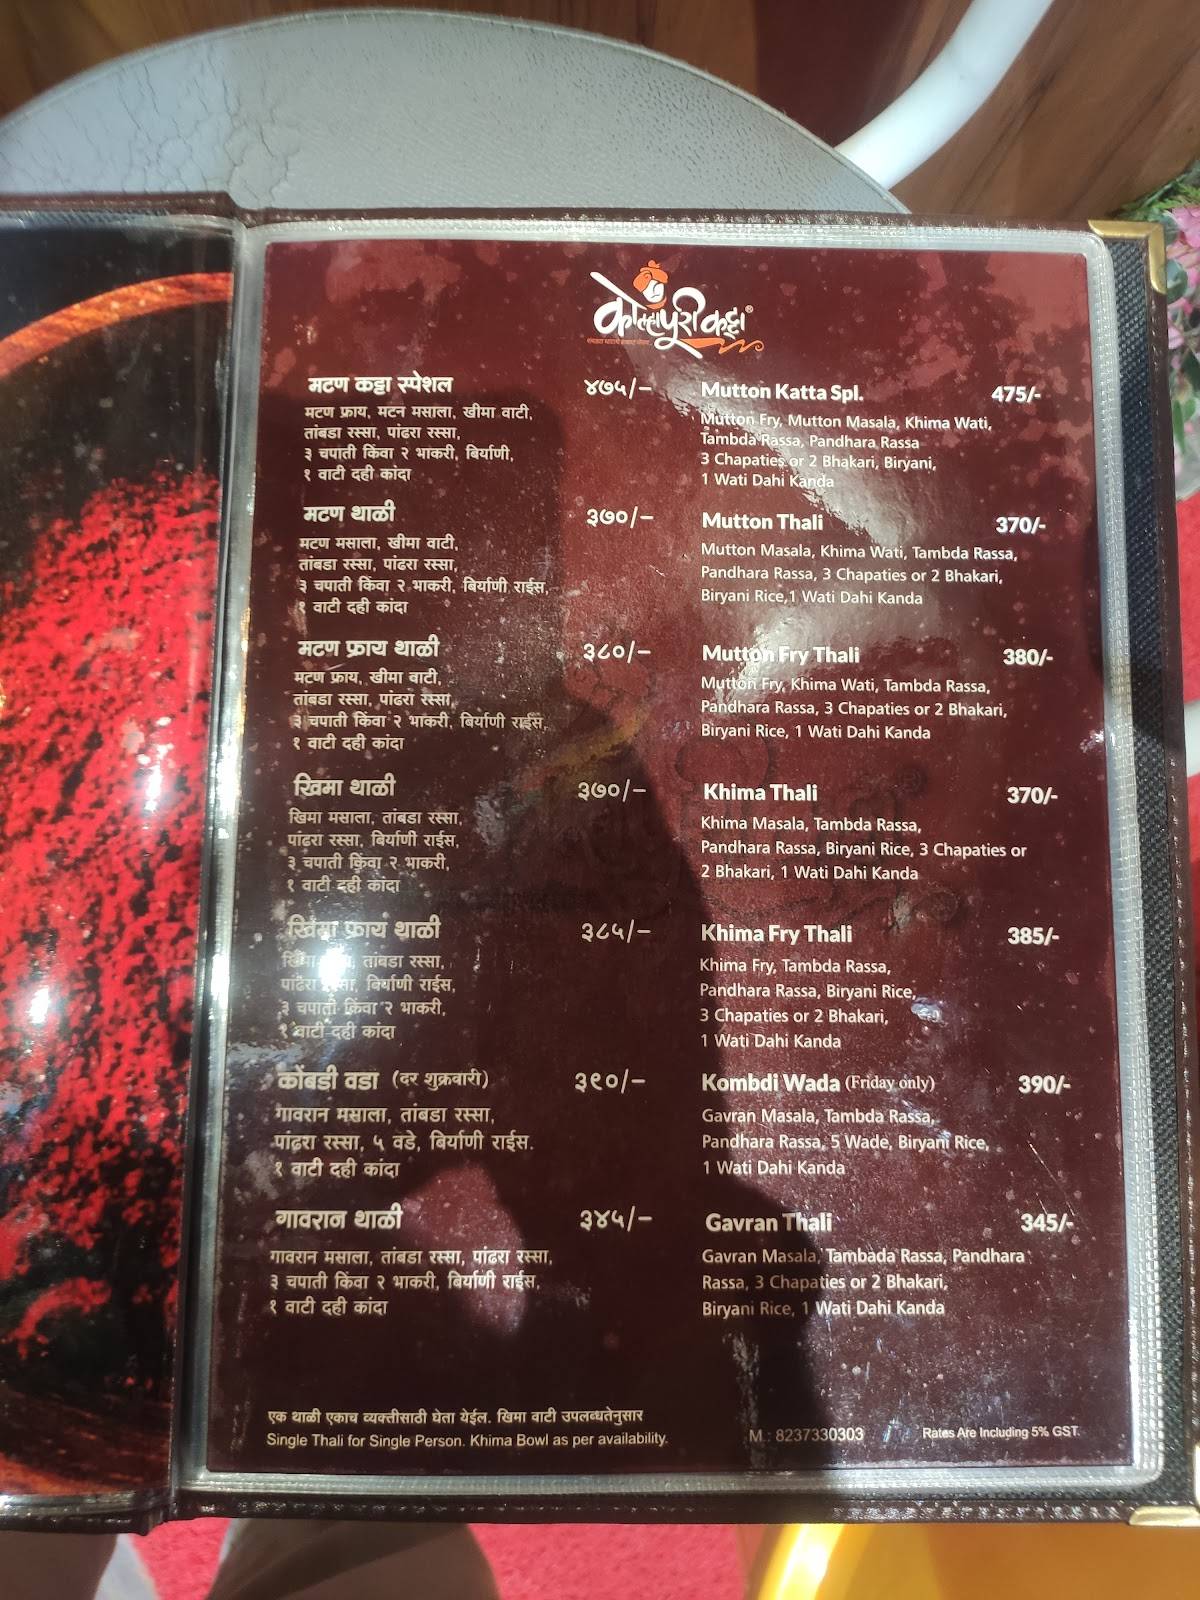 कोल्हापूरी कट्टा®
मटण कट्टा स्पेशल ४७५/-
मटण फ्राय, मटन मसाला, खीमा वाटी,
तांबडा रस्सा, पांढरा रस्सा,
३ चपाती किंवा २ भाकरी, बिर्याणी,
१ वाटी दही कांदा
मटण थाळी ३७०/-
मटण मसाला, खीमा वाटी,
तांबडा रस्सा, पांढरा रस्सा,
३ चपाती किंवा २ भाकरी, बिर्याणी राईस,
१ वाटी दही कांदा
मटण फ्राय थाळी ३८०/-
मटण फ्राय, खीमा वाटी,
तांबडा रस्सा, पांढरा रस्सा,
३ चपाती किंवा २ भाकरी, बिर्याणी राईस,
१ वाटी दही कांदा
खिमा थाळी ३७०/-
खिमा मसाला, तांबडा रस्सा,
पांढरा रस्सा, बिर्याणी राईस,
३ चपाती किंवा २ भाकरी,
१ वाटी दही कांदा
खिमा फ्राय थाळी ३८५/-
खिमा तांबडा रस्सा,
पांढरा रस्सा, बिर्याणी राईस,
३ चपाती किंवा २ भाकरी,
१ वाटी दही कांदा
कोंबडी वडा (दर शुक्रवारी) ३९०/-
गावरान मसाला, तांबडा रस्सा,
पांढरा रस्सा, ५ वडे, बिर्याणी राईस.
१ वाटी दही कांदा
गावरान थाळी ३४५/-
गावरान मसाला, तांबडा रस्सा, पांढरा रस्सा,
३ चपाती किंवा २ भाकरी, बिर्याणी राईस,
१ वाटी दही कांदा
Mutton Katta Spl. 475/-
Mutton Fry, Mutton Masala, Khima Wati,
Tambda Rassa, Pandhara Rassa
3 Chapaties or 2 Bhakari, Biryani,
1 Wati Dahi Kanda
Mutton Thali 370/-
Mutton Masala, Khima Wati, Tambda Rassa,
Pandhara Rassa, 3 Chapaties or 2 Bhakari,
Biryani Rice,1 Wati Dahi Kanda
Mutton Fry Thali 380/-
Mutton Fry, Khima Wati, Tambda Rassa,
Pandhara Rassa, 3 Chapaties or 2 Bhakari,
Biryani Rice, 1 Wati Dahi Kanda
Khima Thali 370/-
Khima Masala, Tambda Rassa,
Pandhara Rassa, Biryani Rice, 3 Chapaties or
2 Bhakari, 1 Wati Dahi Kanda
Khima Fry Thali 385/-
Khima Fry, Tambda Rassa,
Pandhara Rassa, Biryani Rice,
3 Chapaties or 2 Bhakari,
1 Wati Dahi Kanda
Kombdi Wada (Friday only) 390/-
Gavran Masala, Tambda Rassa,
Pandhara Rassa, 5 Wade, Biryani Rice,
1 Wati Dahi Kanda
Gavran Thali 345/-
Gavran Masala, Tambada Rassa, Pandhara
Rassa, 3 Chapaties or 2 Bhakari,
Biryani Rice, 1 Wati Dahi Kanda
एक थाळी एकाच व्यक्तीसाठी घेता येईल. खिमा वाटी उपलब्धतेनुसार
Single Thali for Single Person. Khima Bowl as per availability.
M.: 8237330303
Rates Are Including 5% GST.